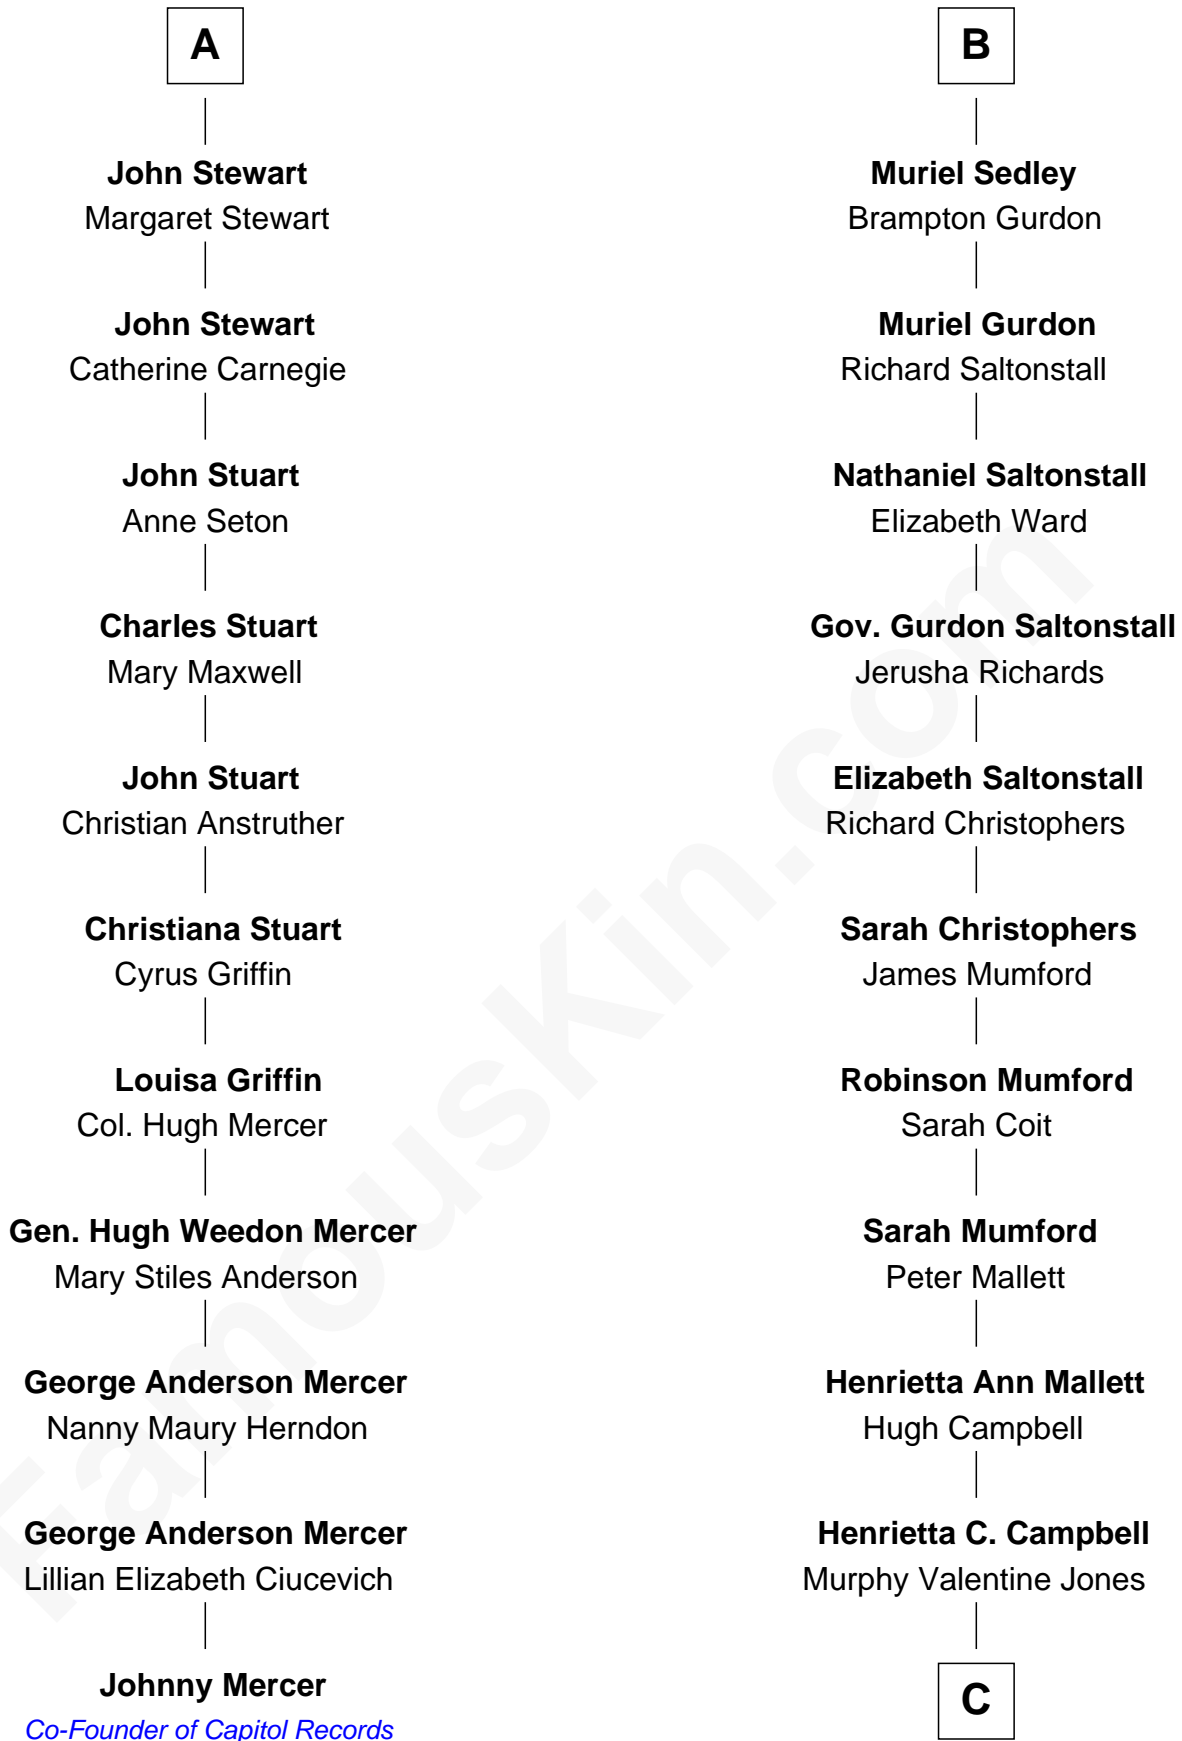 A
John Stewart
Margaret Stewart
John Stewart
Catherine Carnegie
John Stuart
Anne Seton
Charles Stuart
Mary Maxwell
John Stuart
Christian Anstruther
Christiana Stuart
Cyrus Griffin
Louisa Griffin
Col. Hugh Mercer
Gen. Hugh Weedon Mercer
Mary Stiles Anderson
George Anderson Mercer
Nanny Maury Herndon
George Anderson Mercer
Lillian Elizabeth Ciucevich
Johnny Mercer
Co-Founder of Capitol Records
B
Muriel Sedley
Brampton Gurdon
Muriel Gurdon
Richard Saltonstall
Nathaniel Saltonstall
Elizabeth Ward
Gov. Gurdon Saltonstall
Jerusha Richards
Elizabeth Saltonstall
Richard Christophers
Sarah Christophers
James Mumford
Robinson Mumford
Sarah Coit
Sarah Mumford
Peter Mallett
Henrietta Ann Mallett
Hugh Campbell
Henrietta C. Campbell
Murphy Valentine Jones
C
FamousKin.com